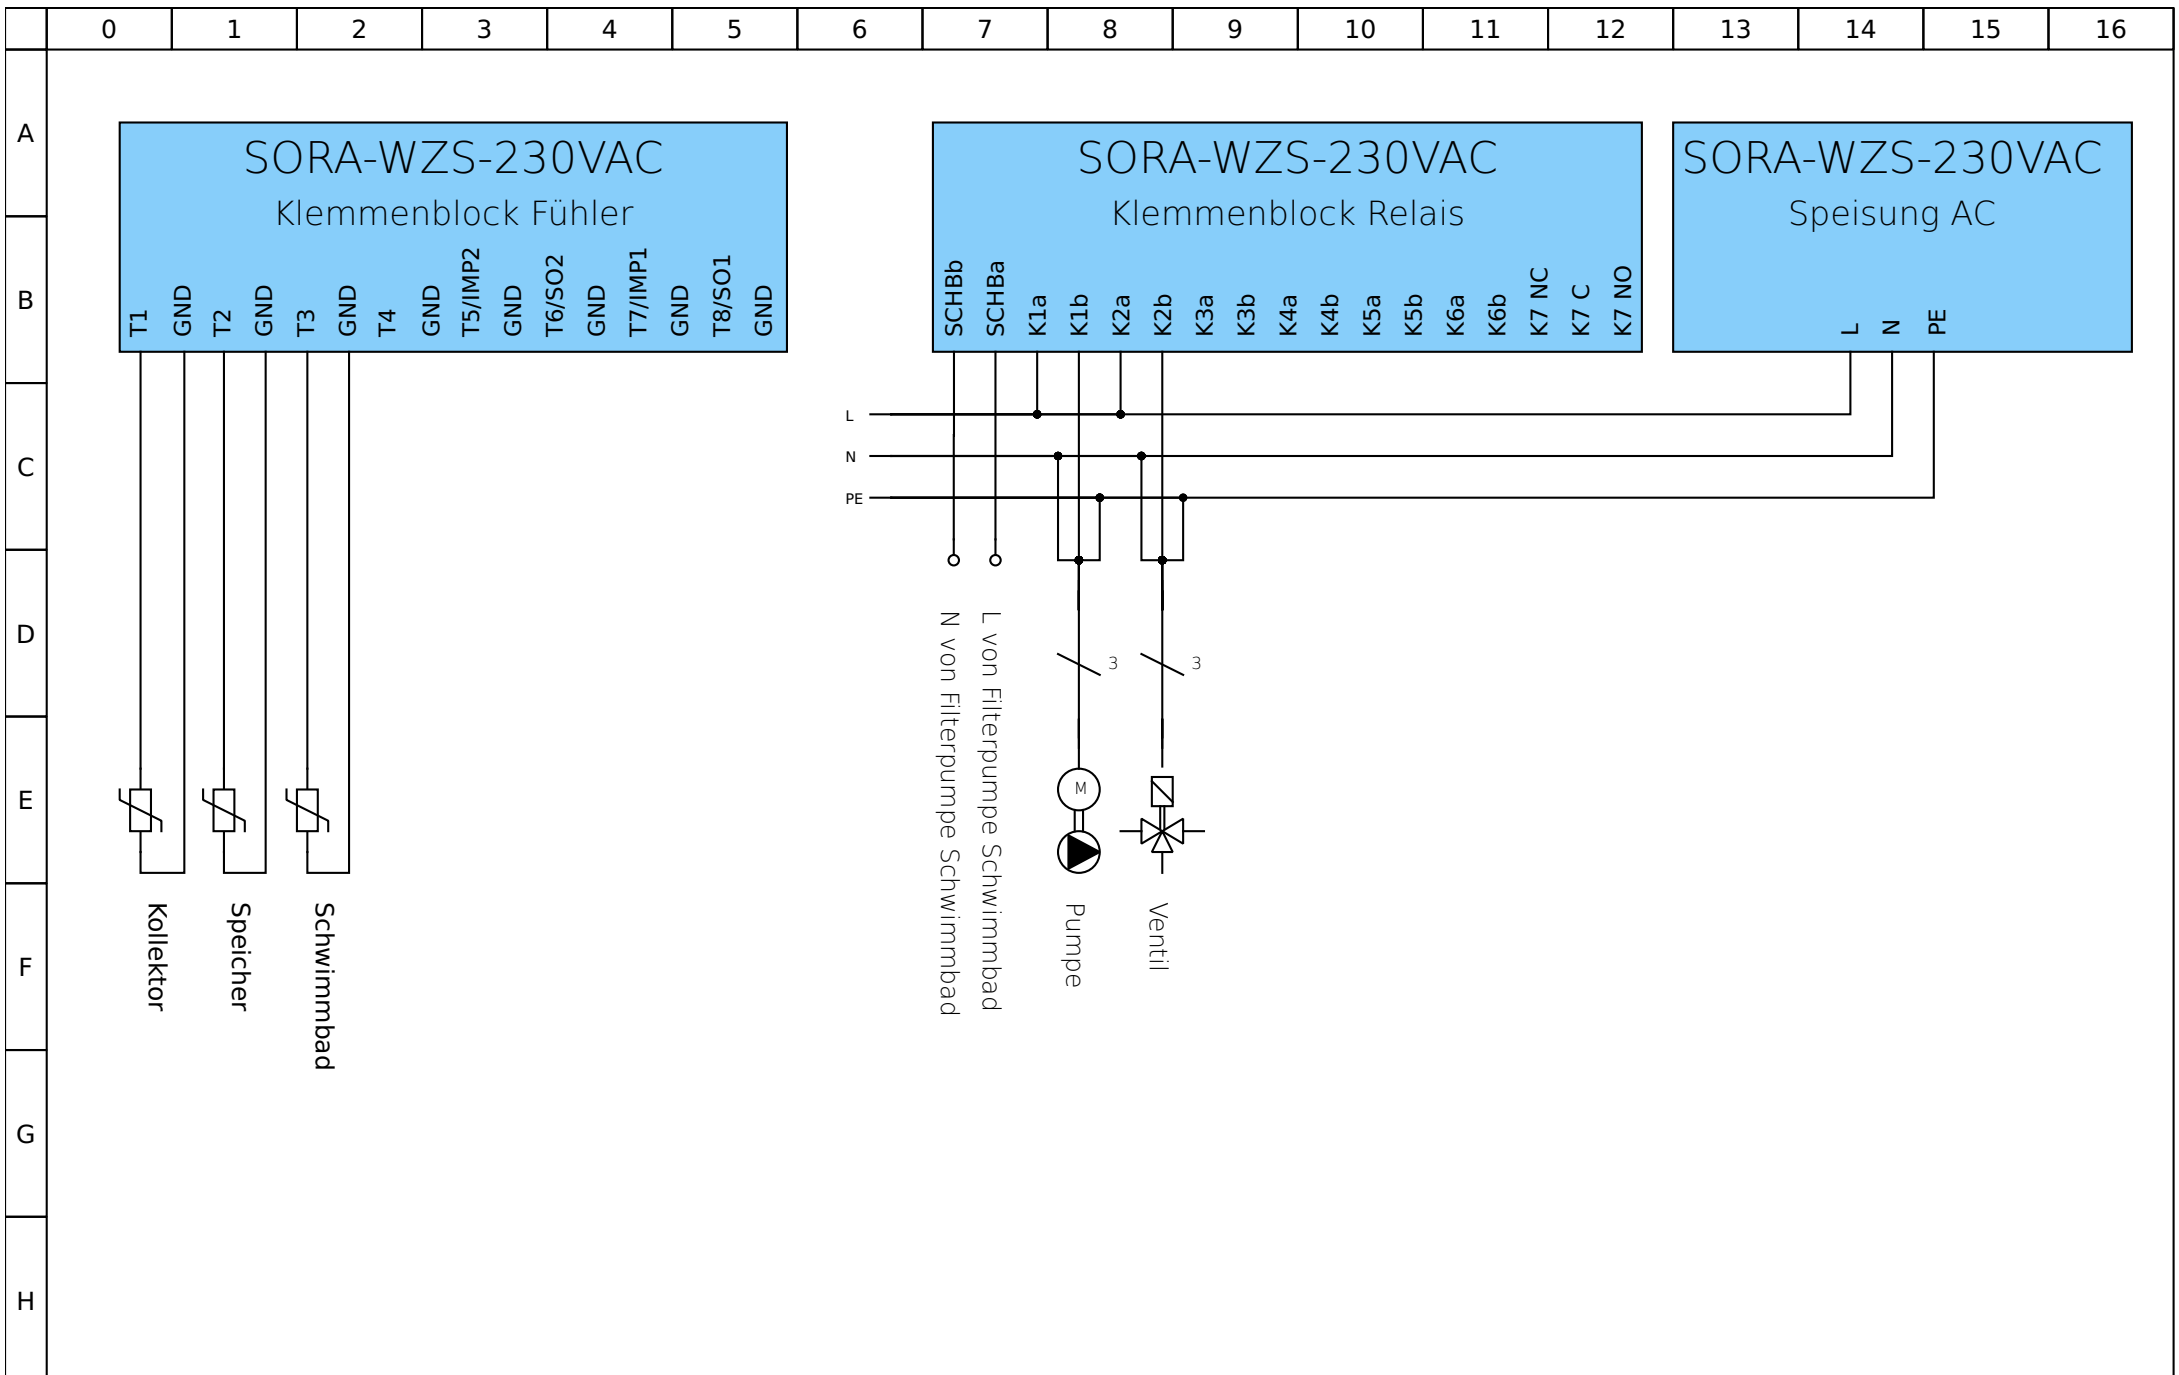 0 1 2 3 4 5 6 7 8 9 10 11 12 13 14 15 16
A
B
C
D
E
F
G
H
SORA-WZS-230VAC
Klemmenblock Fühler
T1 GND T2 GND T3 GND T4 GND T5/IMP2 GND T6/SO2 GND T7/IMP1 GND T8/SO1 GND
SORA-WZS-230VAC
Klemmenblock Relais
SCHBb SCHBa K1a K1b K2a K2b K3a K3b K4a K4b K5a K5b K6a K6b K7 NC K7 C K7 NO
SORA-WZS-230VAC
Speisung AC
L N PE
L
N
PE
3
3
M
N von Filterpumpe Schwimmbad
L von Filterpumpe Schwimmbad
Pumpe
Ventil
Kollektor
Speicher
Schwimmbad